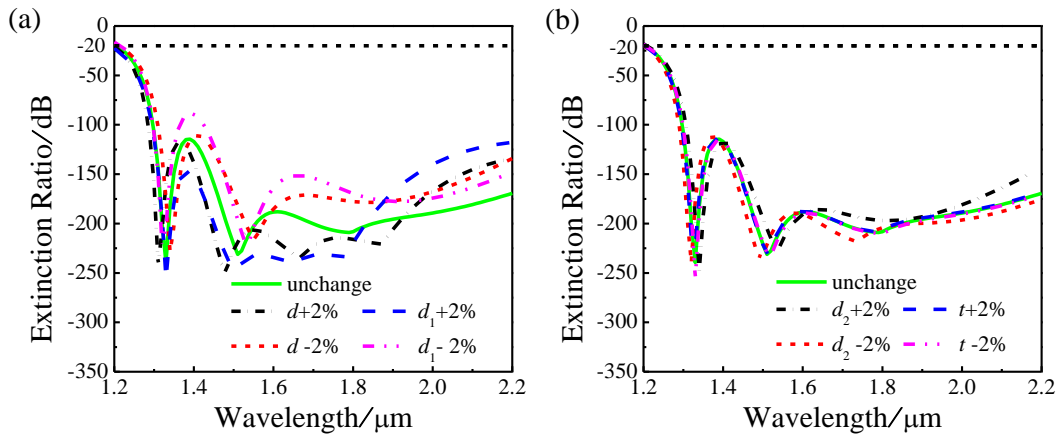 (a)
Extinction Ratio/dB
0
-20
-50
-100
-150
-200
-250
-300
-350
unchange
d+2%
d1+2%
d -2%
d1- 2%
1.2 1.4 1.6 1.8 2.0 2.2
Wavelength/μm
(b)
Extinction Ratio/dB
0
-20
-50
-100
-150
-200
-250
-300
-350
unchange
d2+2%
t+2%
d2 -2%
t -2%
1.2 1.4 1.6 1.8 2.0 2.2
Wavelength/μm